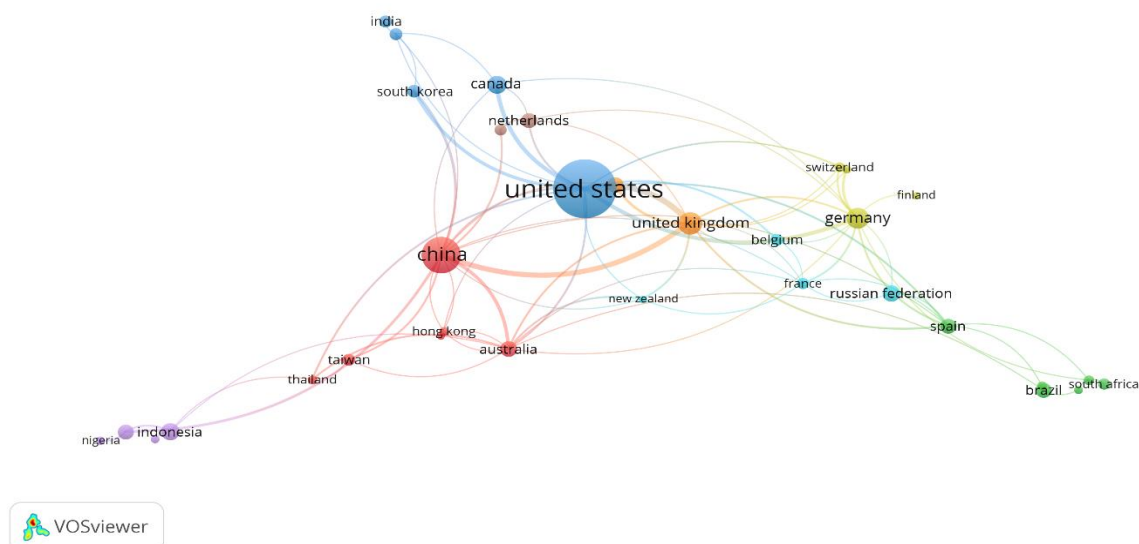 india
canada
south korea
netherlands
switzerland
united states
finland
united kingdom
germany
belgium
china
france
russian federation
new zealand
spain
hong kong
australia
taiwan
thailand
south africa
brazil
indonesia
nigeria
VOSviewer